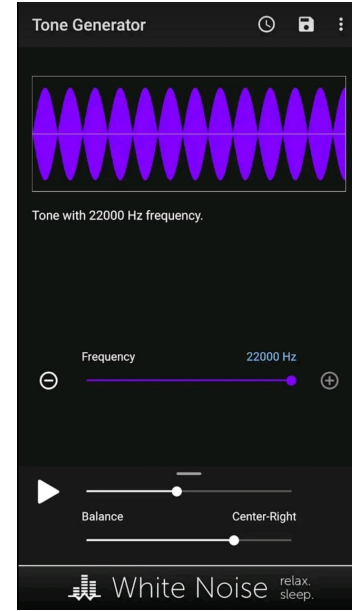 Tone Generator
Tone with 22000 Hz frequency.
Frequency 22000 Hz
Balance Center-Right
White Noise relax.
sleep.